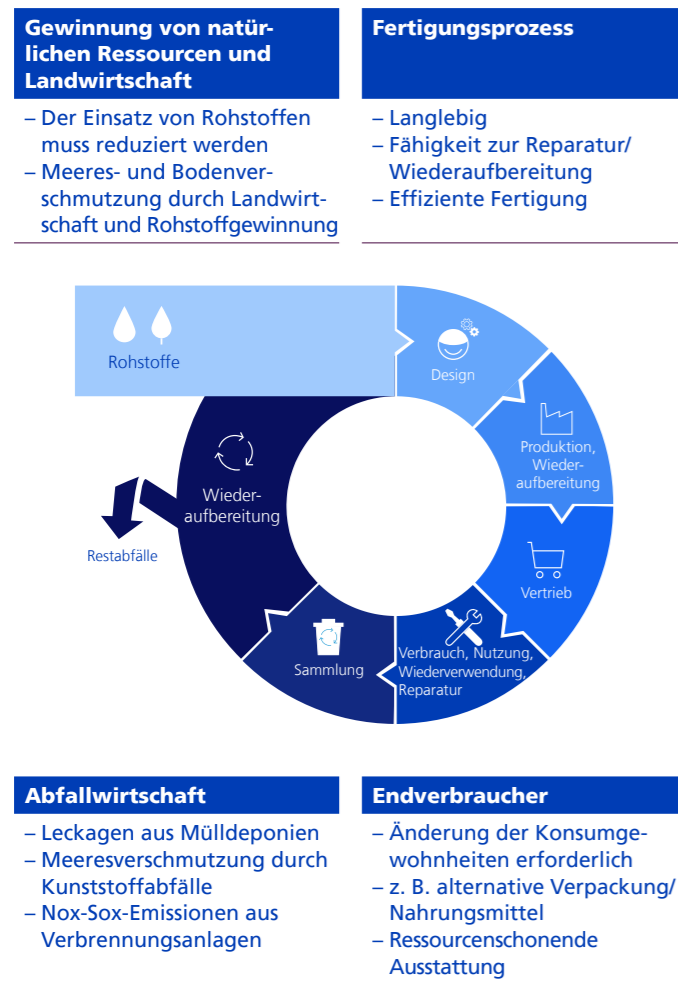 Gewinnung von natür-
lichen Ressourcen und
Landwirtschaft
– Der Einsatz von Rohstoffen
muss reduziert werden
– Meeres- und Bodenver-
schmutzung durch Landwirt-
schaft und Rohstoffgewinnung
Fertigungsprozess
– Langlebig
– Fähigkeit zur Reparatur/
Wiederaufbereitung
– Effiziente Fertigung
Rohstoffe
Design
Produktion,
Wieder-
aufbereitung
Vertrieb
Verbrauch, Nutzung,
Wiederverwendung,
Reparatur
Sammlung
Wieder-
aufbereitung
Restabfälle
Abfallwirtschaft
– Leckagen aus Mülldeponien
– Meeresverschmutzung durch
Kunststoffabfälle
– Nox-Sox-Emissionen aus
Verbrennungsanlagen
Endverbraucher
– Änderung der Konsumge-
wohnheiten erforderlich
– z. B. alternative Verpackung/
Nahrungsmittel
– Ressourcenschonende
Ausstattung